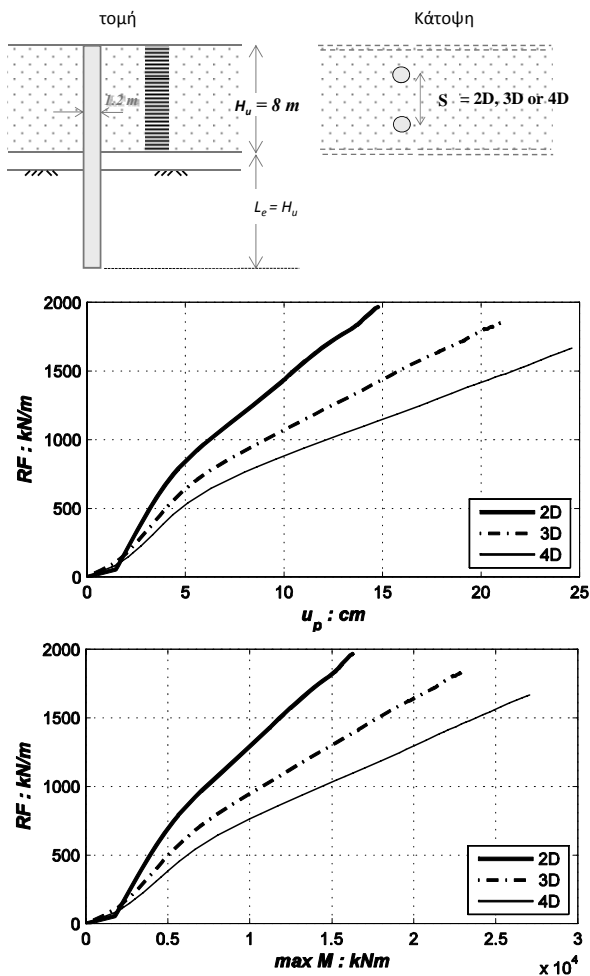 τομή
Κάτοψη
1.2 m
H_u = 8 m
S = 2D, 3D or 4D
L_e = H_u
2000
1500
1000
500
0
RF : kN/m
2D
3D
4D
0 5 10 15 20 25
u_p : cm
2000
1500
1000
500
0
RF : kN/m
2D
3D
4D
0 0.5 1 1.5 2 2.5 3
max M : kNm
x 10^4